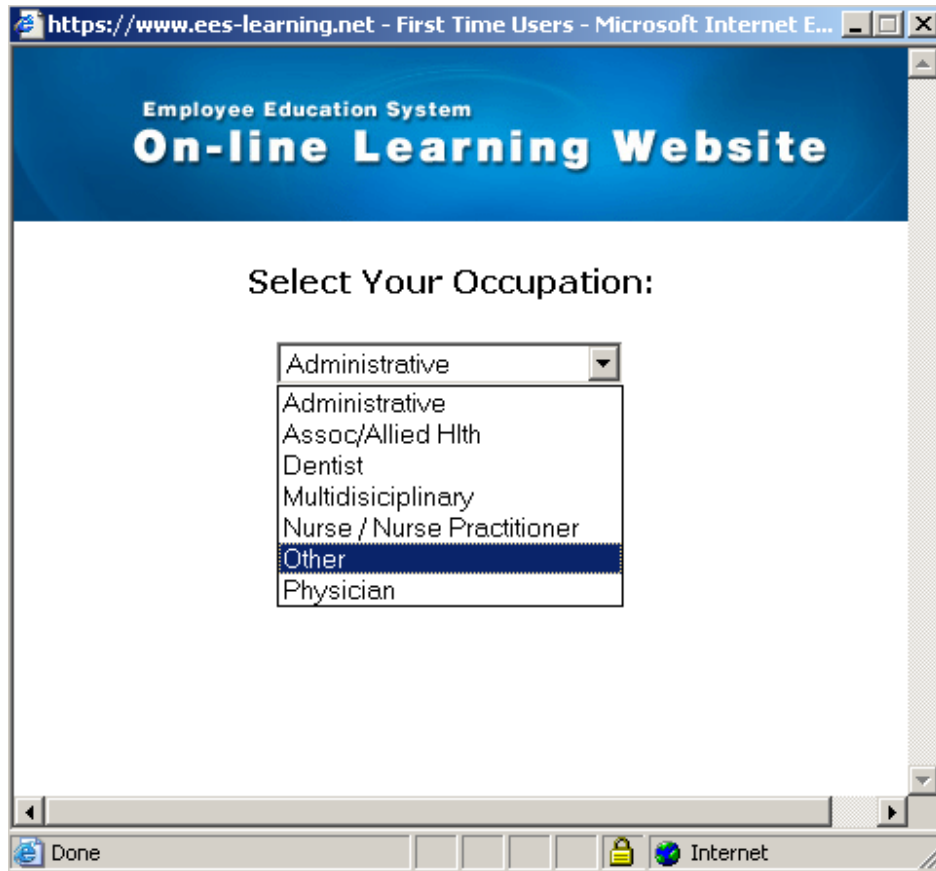 https://www.ees-learning.net - First Time Users - Microsoft Internet E...
Employee Education System
On-line Learning Website
Select Your Occupation:
Administrative
Administrative
Assoc/Allied Hlth
Dentist
Multidisiciplinary
Nurse / Nurse Practitioner
Other
Physician
Done
Internet